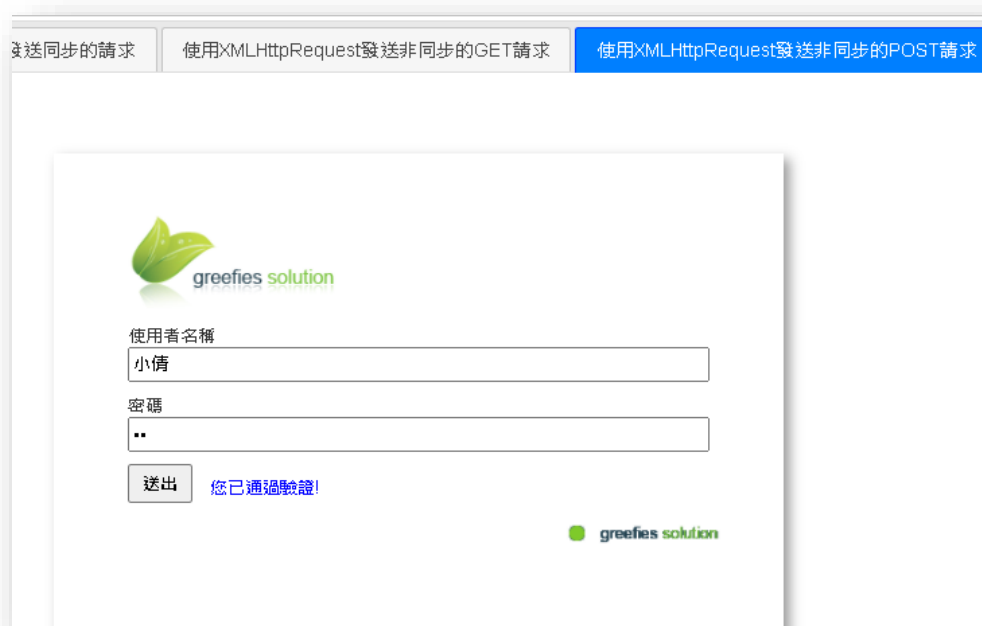 發送同步的請求
使用XMLHttpRequest發送非同步的GET請求
使用XMLHttpRequest發送非同步的POST請求
greefies solution
使用者名稱
小倩
密碼
••
送出
您已通過驗證!
greefies solution